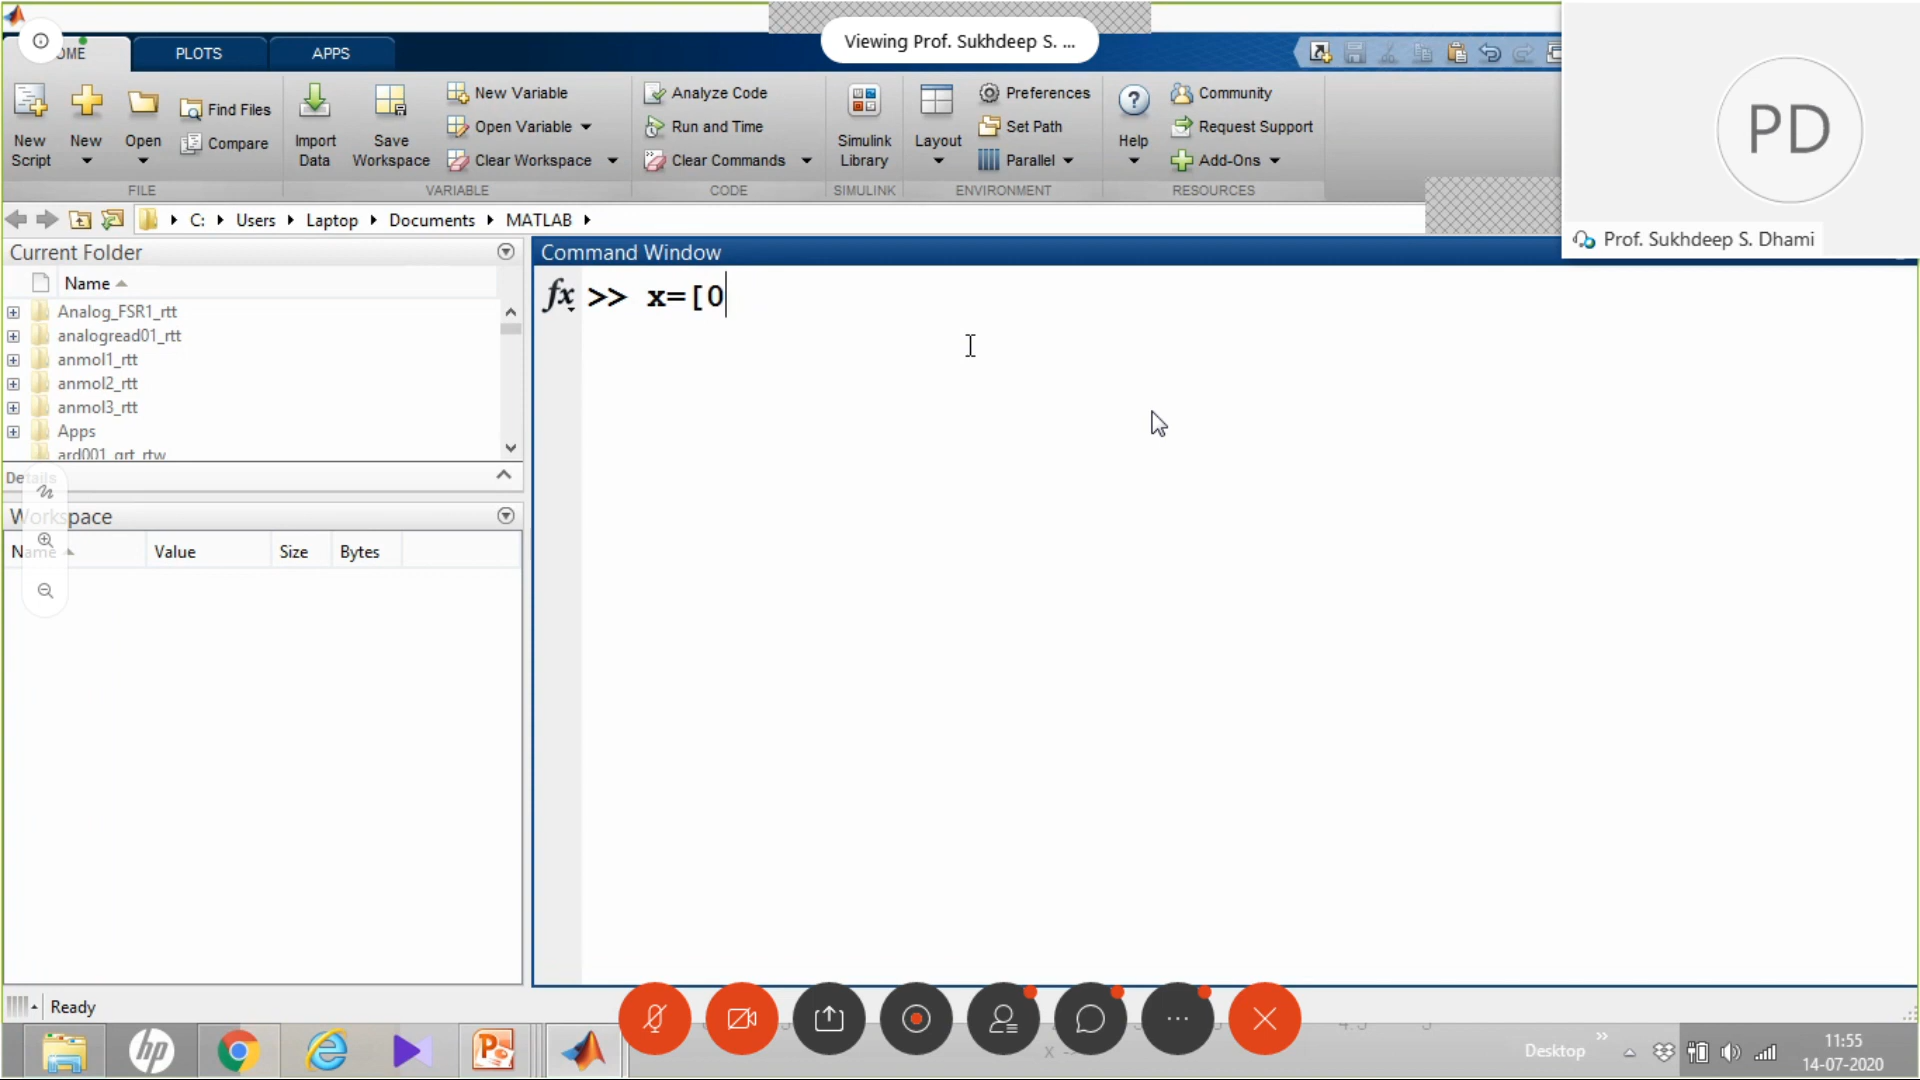 Viewing Prof. Sukhdeep S. ...
PLOTS APPS
New Script
New
Open
Find Files
Compare
FILE
Import Data
Save Workspace
New Variable
Open Variable
Clear Workspace
VARIABLE
Analyze Code
Run and Time
Clear Commands
CODE
Simulink Library
SIMULINK
Layout
Preferences
Set Path
Parallel
ENVIRONMENT
Help
Community
Request Support
Add-Ons
RESOURCES
PD
Prof. Sukhdeep S. Dhami
C: Users Laptop Documents MATLAB
Current Folder
Name
Analog_FSR1_rtt
analogread01_rtt
anmol1_rtt
anmol2_rtt
anmol3_rtt
Apps
ard001_grt_rtw
Details
Workspace
Name Value Size Bytes
Command Window
fx >> x=[0
Ready
hp
Desktop
11:55
14-07-2020